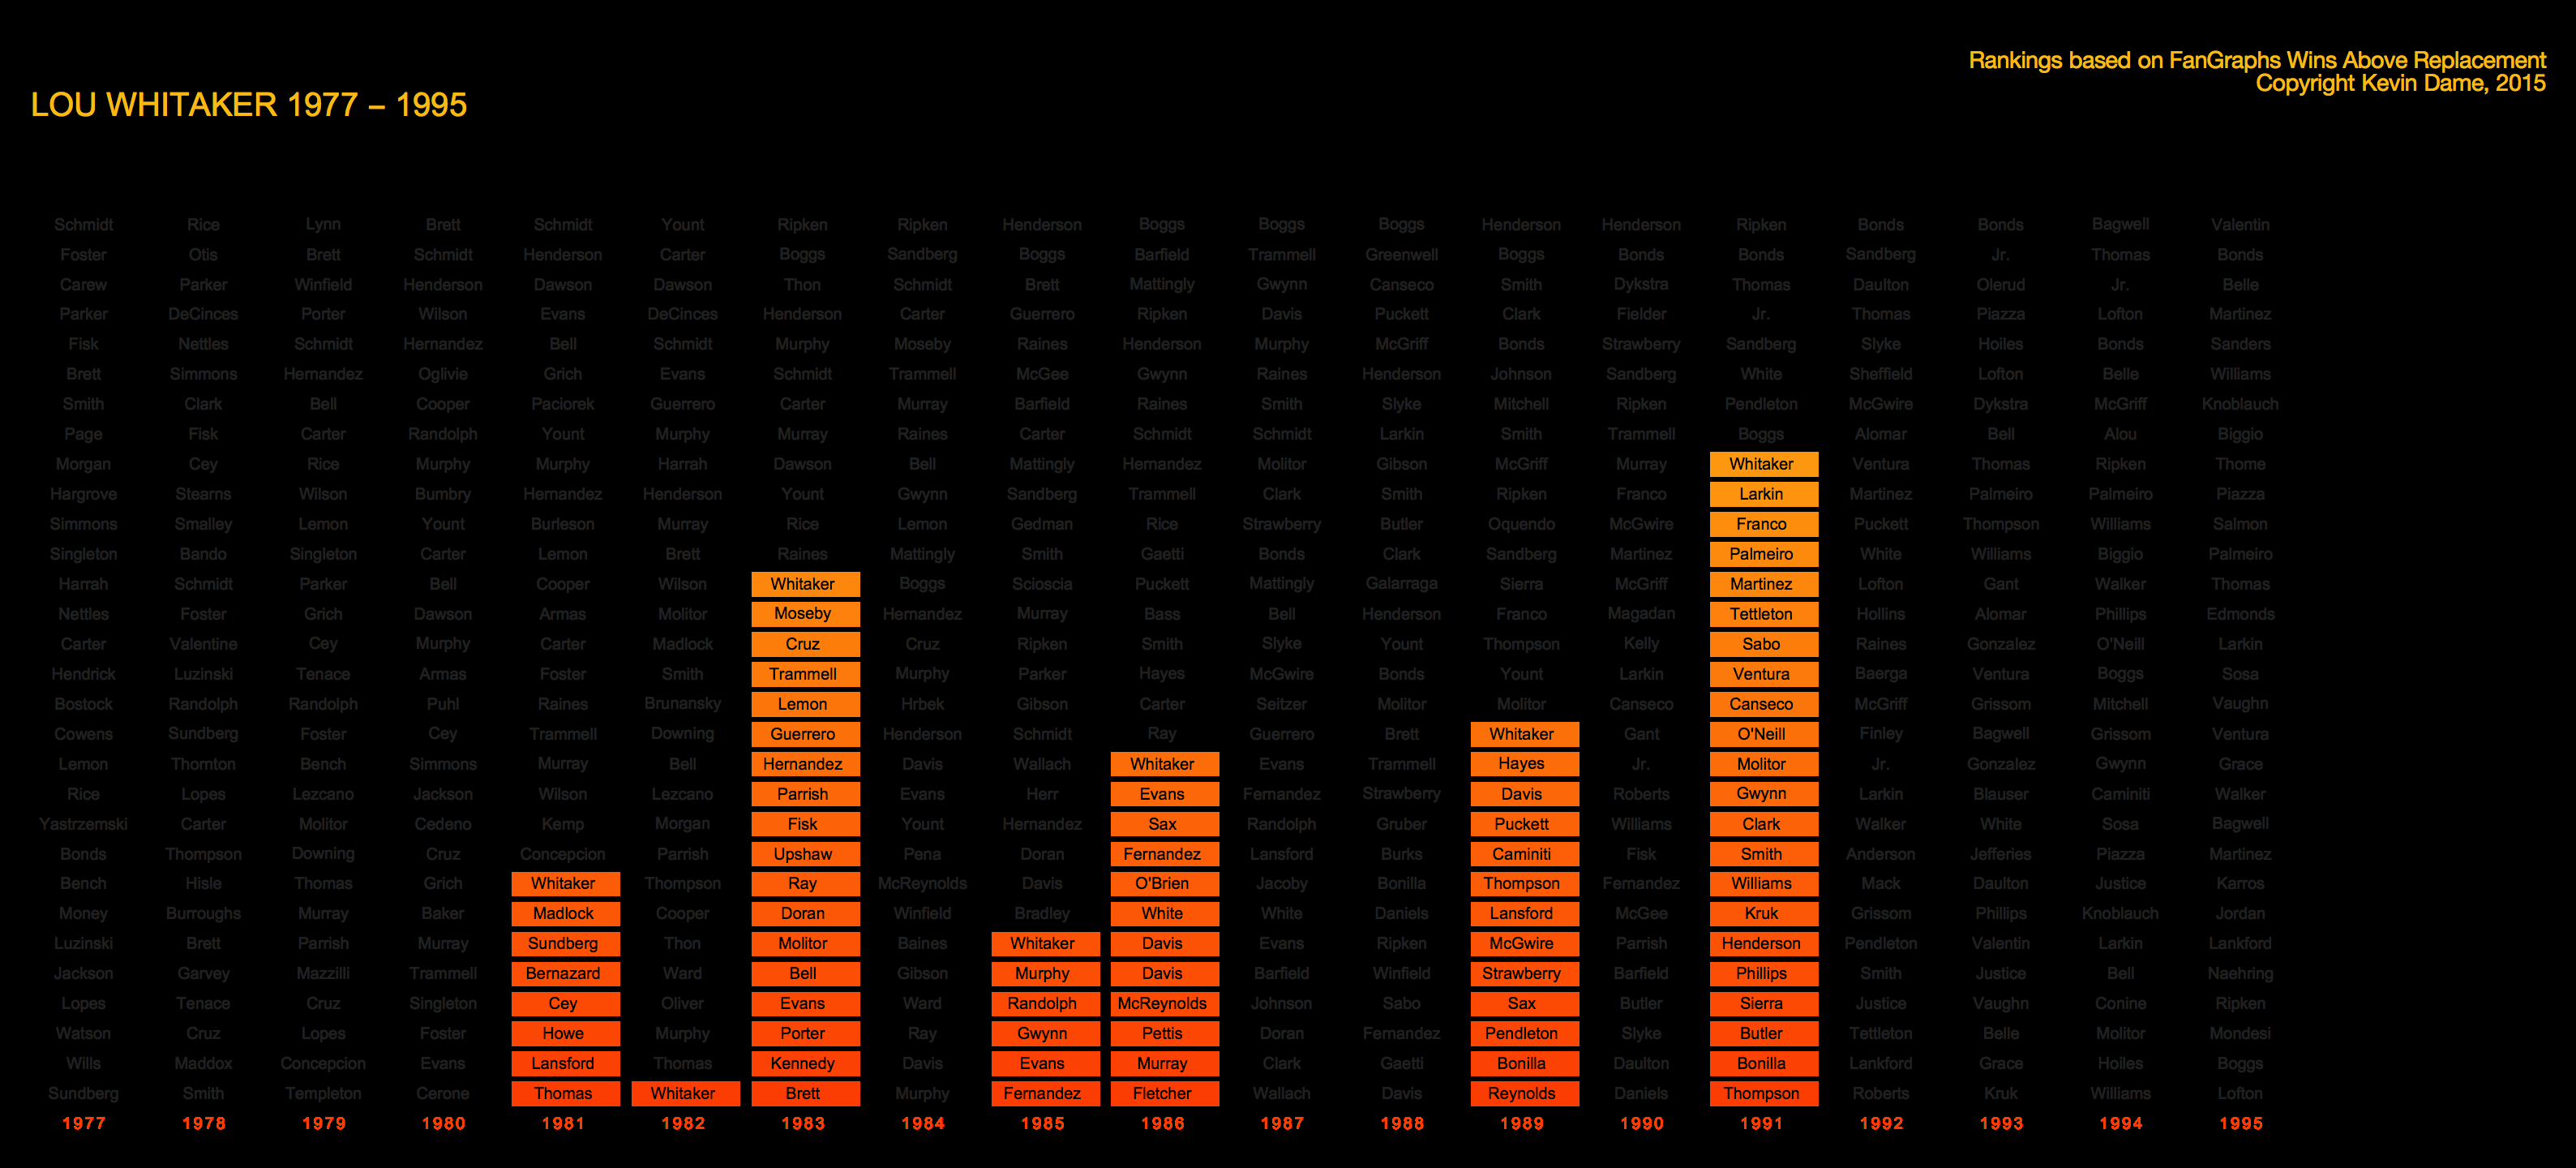 Rankings based on FanGraphs Wins Above Replacement
Copyright Kevin Dame, 2015
LOU WHITAKER 1977 – 1995
Schmidt Rice Lynn Brett Schmidt Yount Ripken Ripken Henderson Boggs Boggs Boggs Henderson Henderson Ripken Bonds Bonds Bagwell Valentin
Foster Otis Brett Schmidt Henderson Carter Boggs Sandberg Boggs Barfield Trammell Greenwell Boggs Bonds Bonds Sandberg Jr. Thomas Bonds
Carew Parker Winfield Henderson Dawson Dawson Thon Schmidt Brett Mattingly Gwynn Canseco Smith Dykstra Thomas Daulton Olerud Jr. Belle
Parker DeCinces Porter Wilson Evans DeCinces Henderson Carter Guerrero Ripken Davis Puckett Clark Fielder Jr. Thomas Piazza Lofton Martinez
Fisk Nettles Schmidt Hernandez Bell Schmidt Murphy Moseby Raines Henderson Murphy McGriff Bonds Strawberry Sandberg Slyke Hoiles Bonds Sanders
Brett Simmons Hernandez Oglivie Grich Evans Schmidt Trammell McGee Gwynn Raines Henderson Johnson Sandberg White Sheffield Lofton Belle Williams
Smith Clark Bell Cooper Paciorek Guerrero Carter Murray Barfield Raines Smith Slyke Mitchell Ripken Pendleton McGwire Dykstra McGriff Knoblauch
Page Fisk Carter Randolph Yount Murphy Murray Raines Carter Schmidt Schmidt Larkin Smith Trammell Boggs Alomar Bell Alou Biggio
Morgan Cey Rice Murphy Murphy Harrah Dawson Bell Mattingly Hernandez Molitor Gibson McGriff Murray Whitaker Ventura Thomas Ripken Thome
Hargrove Stearns Wilson Bumbry Hernandez Henderson Yount Gwynn Sandberg Trammell Clark Smith Ripken Franco Larkin Martinez Palmeiro Palmeiro Piazza
Simmons Smalley Lemon Yount Burleson Murray Rice Lemon Gedman Rice Strawberry Butler Oquendo McGwire Franco Puckett Thompson Williams Salmon
Singleton Bando Singleton Carter Lemon Brett Raines Mattingly Smith Gaetti Bonds Clark Sandberg Martinez Palmeiro White Williams Biggio Palmeiro
Harrah Schmidt Parker Bell Cooper Wilson Whitaker Boggs Scioscia Puckett Mattingly Galarraga Sierra McGriff Martinez Lofton Gant Walker Thomas
Nettles Foster Grich Dawson Armas Molitor Moseby Hernandez Murray Bass Bell Henderson Franco Magadan Tettleton Hollins Alomar Phillips Edmonds
Carter Valentine Cey Murphy Carter Madlock Cruz Cruz Ripken Smith Slyke Yount Thompson Kelly Sabo Raines Gonzalez O'Neill Larkin
Hendrick Luzinski Tenace Armas Foster Smith Trammell Murphy Parker Hayes McGwire Bonds Yount Larkin Ventura Baerga Ventura Boggs Sosa
Bostock Randolph Randolph Puhl Raines Brunansky Lemon Hrbek Gibson Carter Seitzer Molitor Molitor Canseco Canseco McGriff Grissom Mitchell Vaughn
Cowens Sundberg Foster Cey Trammell Downing Guerrero Henderson Schmidt Ray Guerrero Brett Whitaker Gant O'Neill Finley Bagwell Grissom Ventura
Lemon Thornton Bench Simmons Murray Bell Hernandez Davis Wallach Whitaker Evans Trammell Hayes Jr. Molitor Jr. Gonzalez Gwynn Grace
Rice Lopes Lezcano Jackson Wilson Lezcano Parrish Evans Herr Evans Fernandez Strawberry Davis Roberts Gwynn Larkin Blauser Caminiti Walker
Yastrzemski Carter Molitor Cedeno Kemp Morgan Fisk Yount Hernandez Sax Randolph Gruber Puckett Williams Clark Walker White Sosa Bagwell
Bonds Thompson Downing Cruz Concepcion Parrish Upshaw Pena Doran Fernandez Lansford Burks Caminiti Fisk Smith Anderson Jefferies Piazza Martinez
Bench Hisle Thomas Grich Whitaker Thompson Ray McReynolds Davis O'Brien Jacoby Bonilla Thompson Fernandez Williams Mack Daulton Justice Karros
Money Burroughs Murray Baker Madlock Cooper Doran Winfield Bradley White White Daniels Lansford McGee Kruk Grissom Phillips Knoblauch Jordan
Luzinski Brett Parrish Murray Sundberg Thon Molitor Baines Whitaker Davis Evans Ripken McGwire Parrish Henderson Pendleton Valentin Larkin Lankford
Jackson Garvey Mazzilli Trammell Bernazard Ward Bell Gibson Murphy Davis Barfield Winfield Strawberry Barfield Phillips Smith Justice Bell Naehring
Lopes Tenace Cruz Singleton Cey Oliver Evans Ward Randolph McReynolds Johnson Sabo Sax Butler Sierra Justice Vaughn Conine Ripken
Watson Cruz Lopes Foster Howe Murphy Porter Ray Gwynn Pettis Doran Fernandez Pendleton Slyke Butler Tettleton Belle Molitor Mondesi
Wills Maddox Concepcion Evans Lansford Thomas Kennedy Davis Evans Murray Clark Gaetti Bonilla Daulton Bonilla Lankford Grace Hoiles Boggs
Sundberg Smith Templeton Cerone Thomas Whitaker Brett Murphy Fernandez Fletcher Wallach Davis Reynolds Daniels Thompson Roberts Kruk Williams Lofton
1977 1978 1979 1980 1981 1982 1983 1984 1985 1986 1987 1988 1989 1990 1991 1992 1993 1994 1995